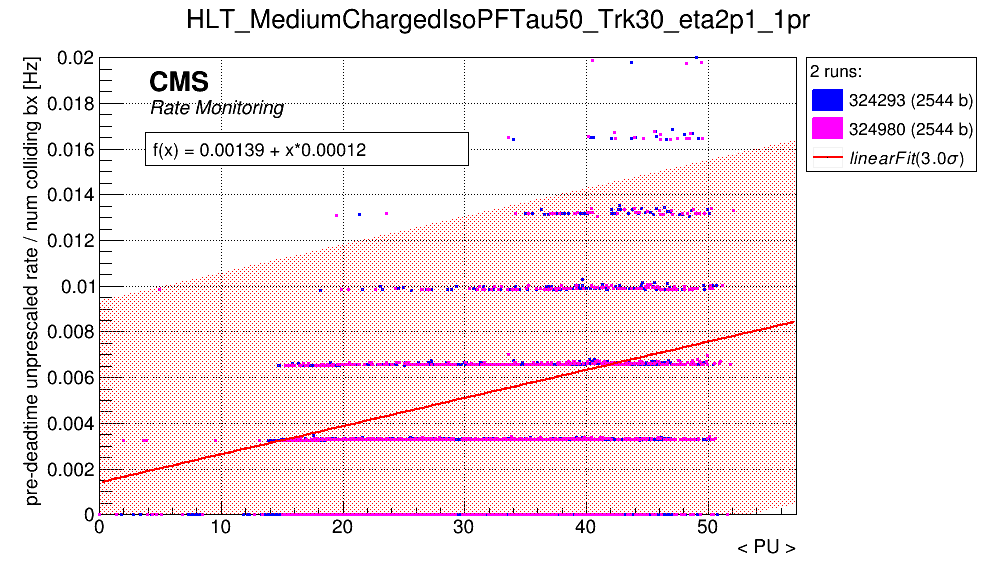 HLT_MediumChargedIsoPFTau50_Trk30_eta2p1_1pr
pre-deadtime unprescaled rate / num colliding bx [Hz]
0.02
0.018
0.016
0.014
0.012
0.01
0.008
0.006
0.004
0.002
0
CMS
Rate Monitoring
f(x) = 0.00139 + x*0.00012
2 runs:
324293 (2544 b)
324980 (2544 b)
linearFit(3.0σ)
0 10 20 30 40 50
< PU >